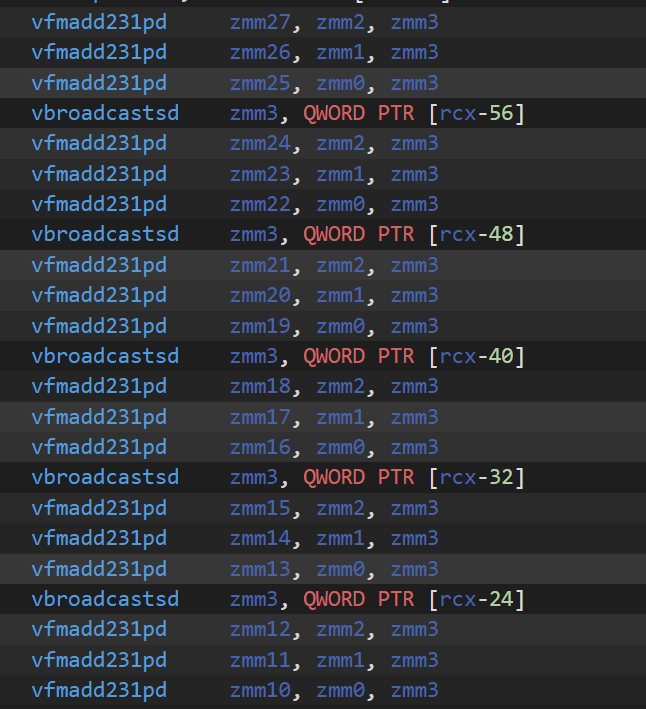 vfmadd231pd zmm27, zmm2, zmm3
vfmadd231pd zmm26, zmm1, zmm3
vfmadd231pd zmm25, zmm0, zmm3
vbroadcastsd zmm3, QWORD PTR [rcx-56]
vfmadd231pd zmm24, zmm2, zmm3
vfmadd231pd zmm23, zmm1, zmm3
vfmadd231pd zmm22, zmm0, zmm3
vbroadcastsd zmm3, QWORD PTR [rcx-48]
vfmadd231pd zmm21, zmm2, zmm3
vfmadd231pd zmm20, zmm1, zmm3
vfmadd231pd zmm19, zmm0, zmm3
vbroadcastsd zmm3, QWORD PTR [rcx-40]
vfmadd231pd zmm18, zmm2, zmm3
vfmadd231pd zmm17, zmm1, zmm3
vfmadd231pd zmm16, zmm0, zmm3
vbroadcastsd zmm3, QWORD PTR [rcx-32]
vfmadd231pd zmm15, zmm2, zmm3
vfmadd231pd zmm14, zmm1, zmm3
vfmadd231pd zmm13, zmm0, zmm3
vbroadcastsd zmm3, QWORD PTR [rcx-24]
vfmadd231pd zmm12, zmm2, zmm3
vfmadd231pd zmm11, zmm1, zmm3
vfmadd231pd zmm10, zmm0, zmm3